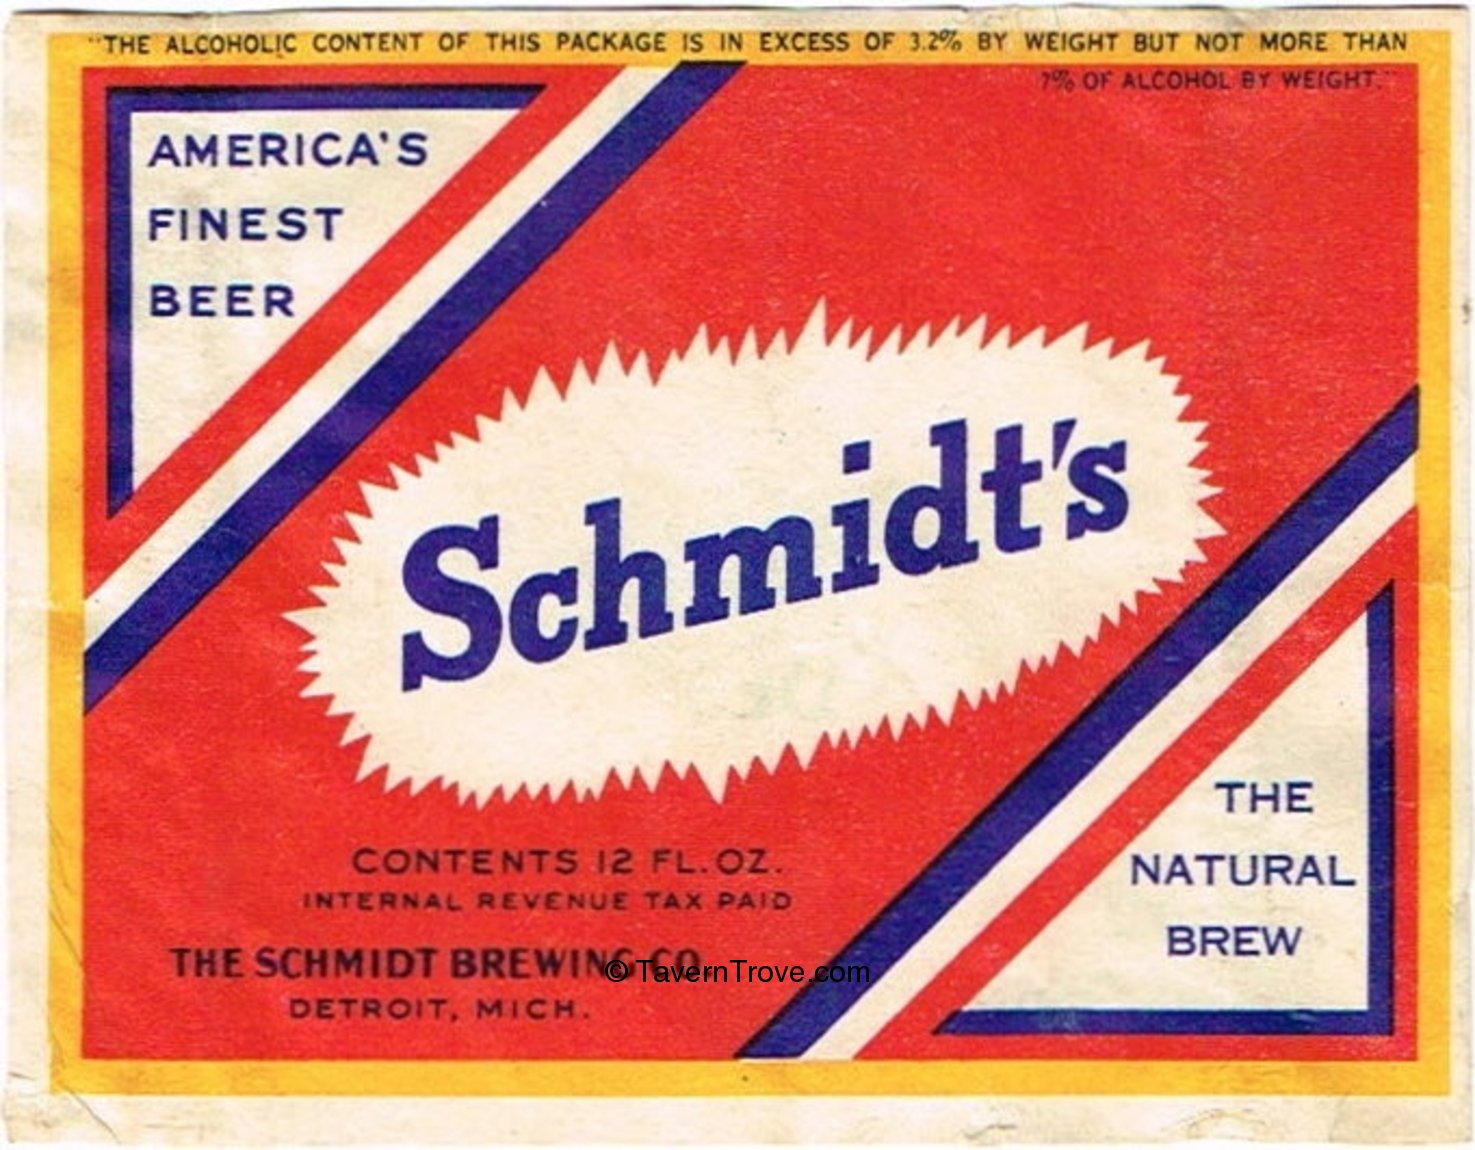 "THE ALCOHOLIC CONTENT OF THIS PACKAGE IS IN EXCESS OF 3.2% BY WEIGHT BUT NOT MORE THAN
7% OF ALCOHOL BY WEIGHT."
AMERICA'S
FINEST
BEER
Schmidt's
THE
NATURAL
BREW
CONTENTS 12 FL. OZ.
INTERNAL REVENUE TAX PAID
THE SCHMIDT BREWING CO.
© TavernTrove.com
DETROIT, MICH.